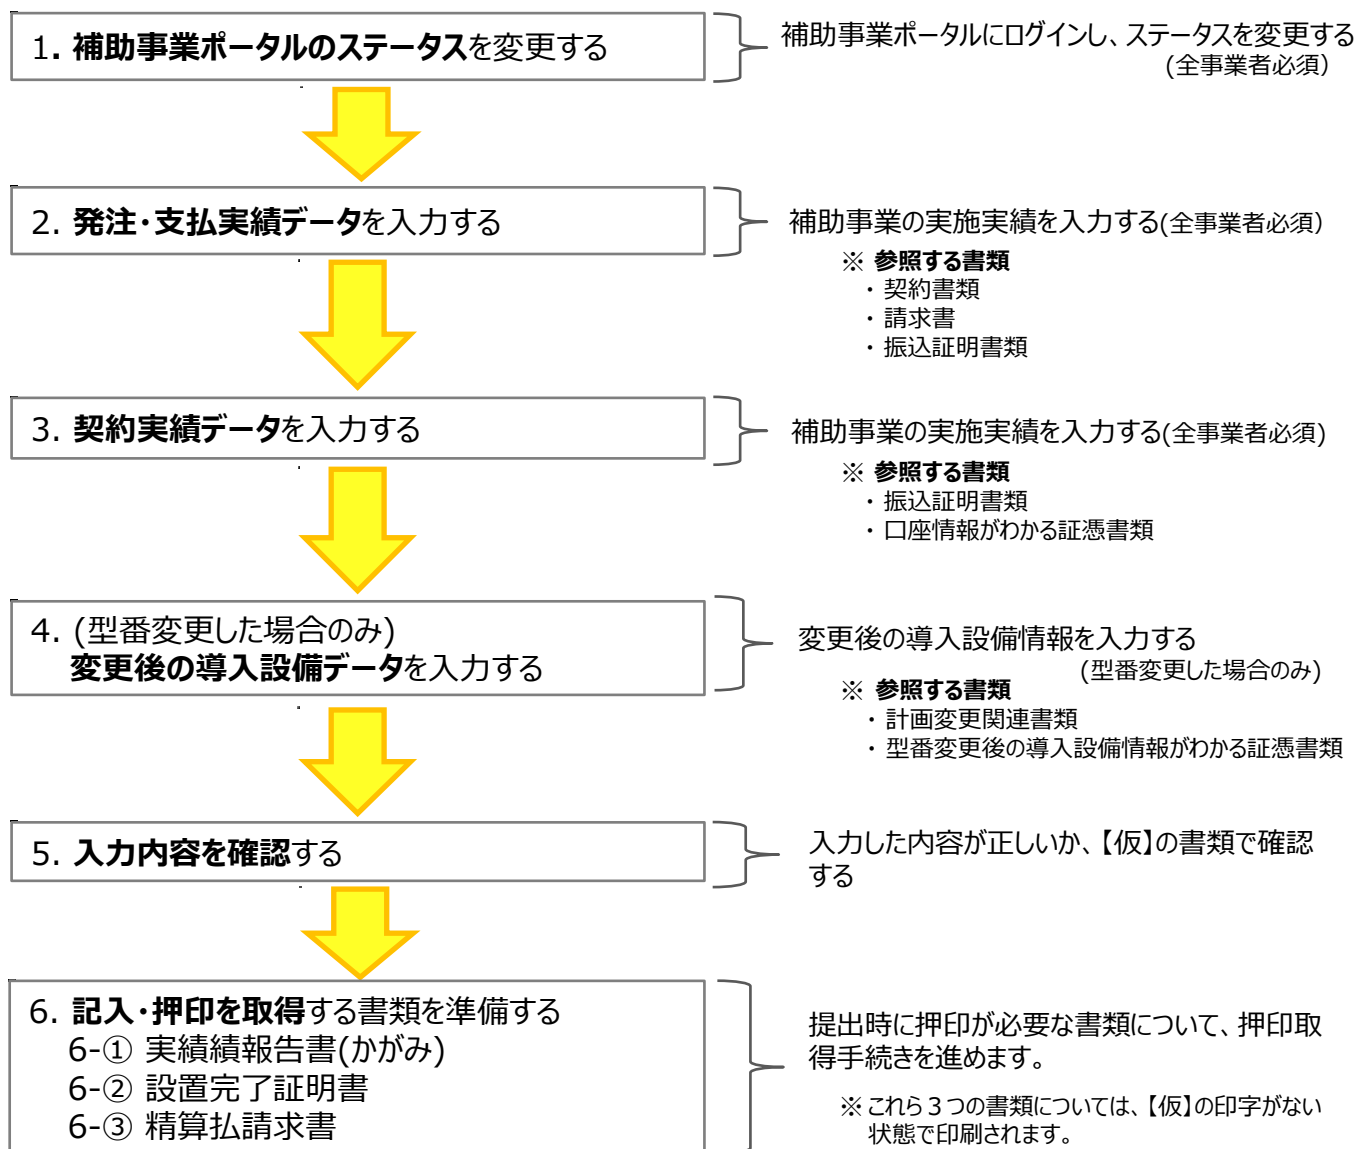 1. 補助事業ポータルのステータスを変更する
補助事業ポータルにログインし、ステータスを変更する
(全事業者必須)
2. 発注・支払実績データを入力する
補助事業の実施実績を入力する(全事業者必須)
※ 参照する書類
・ 契約書類
・ 請求書
・ 振込証明書類
3. 契約実績データを入力する
補助事業の実施実績を入力する(全事業者必須)
※ 参照する書類
・ 振込証明書類
・ 口座情報がわかる証憑書類
4. (型番変更した場合のみ)
変更後の導入設備データを入力する
変更後の導入設備情報を入力する
(型番変更した場合のみ)
※ 参照する書類
・ 計画変更関連書類
・ 型番変更後の導入設備情報がわかる証憑書類
5. 入力内容を確認する
入力した内容が正しいか、【仮】の書類で確認
する
6. 記入・押印を取得する書類を準備する
6-① 実績績報告書(かがみ)
6-② 設置完了証明書
6-③ 精算払請求書
提出時に押印が必要な書類について、押印取
得手続きを進めます。
※ これら3つの書類については、【仮】の印字がない
状態で印刷されます。